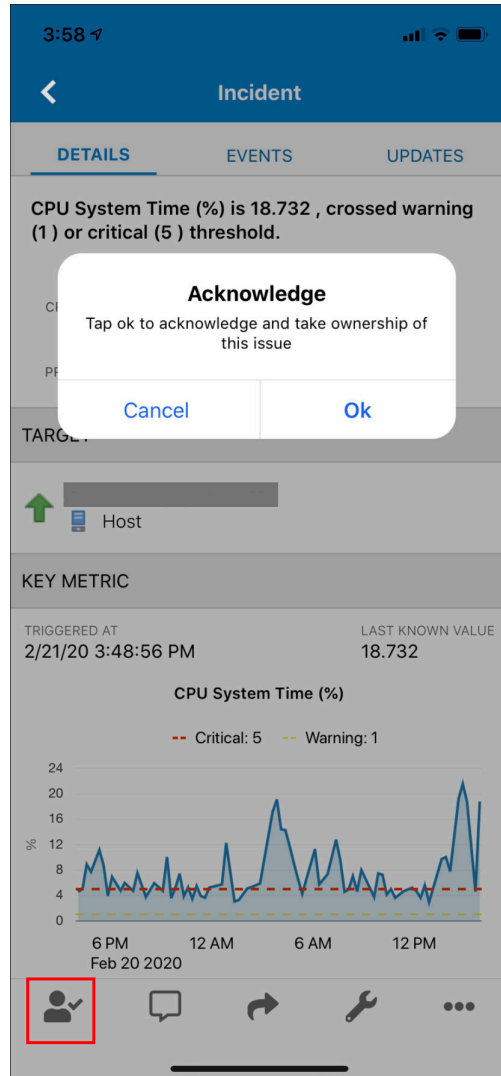 3:58
Incident
DETAILS EVENTS UPDATES
CPU System Time (%) is 18.732 , crossed warning
(1 ) or critical (5 ) threshold.
Acknowledge
Tap ok to acknowledge and take ownership of
this issue
Cancel Ok
Host
KEY METRIC
TRIGGERED AT LAST KNOWN VALUE
2/21/20 3:48:56 PM 18.732
CPU System Time (%)
Critical: 5 Warning: 1
24
20
16
12
8
4
0
%
6 PM 12 AM 6 AM 12 PM
Feb 20 2020